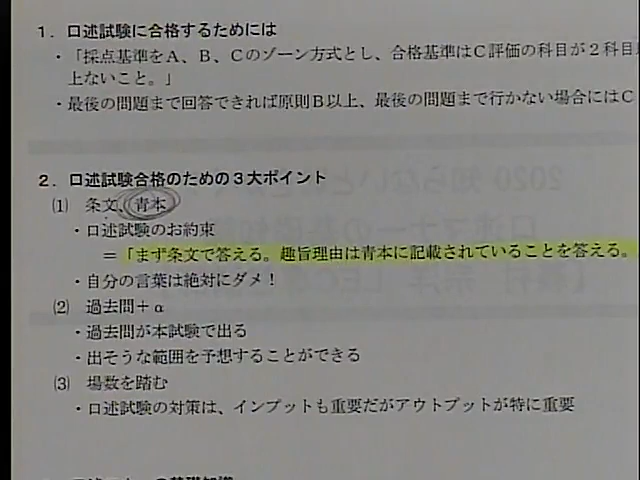 1．口述試験に合格するためには
・「採点基準をA、B、Cのゾーン方式とし、合格基準はC評価の科目が2科目
上ないこと。」
・最後の問題まで回答できれば原則B以上、最後の問題まで行かない場合にはC
2．口述試験合格のための3大ポイント
(1) 条文、青本
・口述試験のお約束
＝「まず条文で答える。趣旨理由は青本に記載されていることを答える。
・自分の言葉は絶対にダメ！
(2) 過去問＋α
・過去問が本試験で出る
・出そうな範囲を予想することができる
(3) 場数を踏む
・口述試験の対策は、インプットも重要だがアウトプットが特に重要